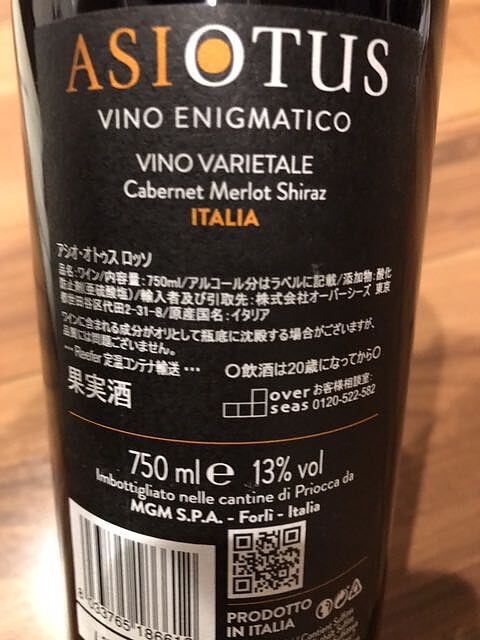 ASIOTUS
VINO ENIGMATICO
VINO VARIETALE
Cabernet Merlot Shiraz
ITALIA
アシオ・オトゥス ロッソ
品名:ワイン/内容量:750ml/アルコール分はラベルに記載/添加物:酸化
防止剤(亜硫酸塩)/輸入者及び引取先:株式会社オーバーシーズ 東京
都世田谷区代田2-31-8/原産国名:イタリア
ワインに含まれる成分がオリとして瓶底に沈殿する場合がございますが、
品質には問題ございません。
··· Reefer 定温コンテナ輸送 ··· 〇飲酒は20歳になってから〇
果実酒
over お客様相談室:
seas 0120-522-582
750 ml e 13% vol
Imbottigliato nelle cantine di Priocca da
MGM S.P.A. - Forlì - Italia
PRODOTTO
IN ITALIA
8 033765 186616